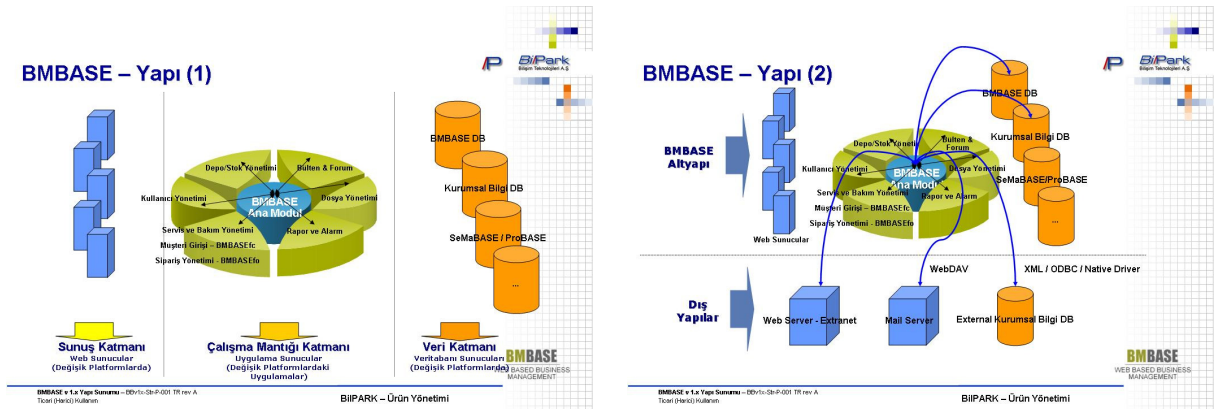 BMBASE – Yapı (1)
BilPark
Bilişim Teknolojileri A.Ş.
BMBASE DB
Depo/Stok Yönetimi
Bülten & Forum
Kullanıcı Yönetimi
BMBASE
Ana Modül
Dosya Yönetimi
Kurumsal Bilgi DB
Servis ve Bakım Yönetimi
Rapor ve Alarm
Müşteri Girişi – BMBASEfc
Sipariş Yönetimi - BMBASEfo
SeMaBASE / ProBASE
...
Sunuş Katmanı
Web Sunucular
(Değişik Platformlarda)
Çalışma Mantığı Katmanı
Uygulama Sunucular
(Değişik Platformlardaki
Uygulamalar)
Veri Katmanı
Veritabanı Sunucuları
(Değişik Platformlarda)
BMBASE
WEB BASED BUSINESS
MANAGEMENT
BMBASE v 1.x Yapı Sunumu – BBv1x-Str-P-001 TR rev A
Ticari (Harici) Kullanım
BilPARK – Ürün Yönetimi
BMBASE – Yapı (2)
BilPark
Bilişim Teknolojileri A.Ş.
BMBASE DB
BMBASE
Altyapı
Depo/Stok Yöneti
Bülten &
Forum
Kurumsal Bilgi DB
Kullanıcı Yönetimi
BMBASE
Ana Modü
Dosya Yönetimi
SeMaBASE/ProBASE
Servis ve Bakım Yönetimi
Rapor ve Alarm
Müşteri Girişi – BMBASEfc
Sipariş Yönetimi - BMBASEfo
...
Web Sunucular
WebDAV
XML / ODBC / Native Driver
Dış
Yapılar
Web Server - Extranet
Mail Server
External Kurumsal Bilgi DB
BMBASE
WEB BASED BUSINESS
MANAGEMENT
BMBASE v 1.x Yapı Sunumu – BBv1x-Str-P-001 TR rev A
Ticari (Harici) Kullanım
BilPARK – Ürün Yönetimi